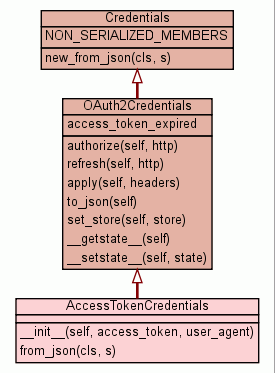 Credentials
NON_SERIALIZED_MEMBERS
new_from_json(cls, s)
OAuth2Credentials
access_token_expired
authorize(self, http)
refresh(self, http)
apply(self, headers)
to_json(self)
set_store(self, store)
__getstate__(self)
__setstate__(self, state)
AccessTokenCredentials
__init__(self, access_token, user_agent)
from_json(cls, s)